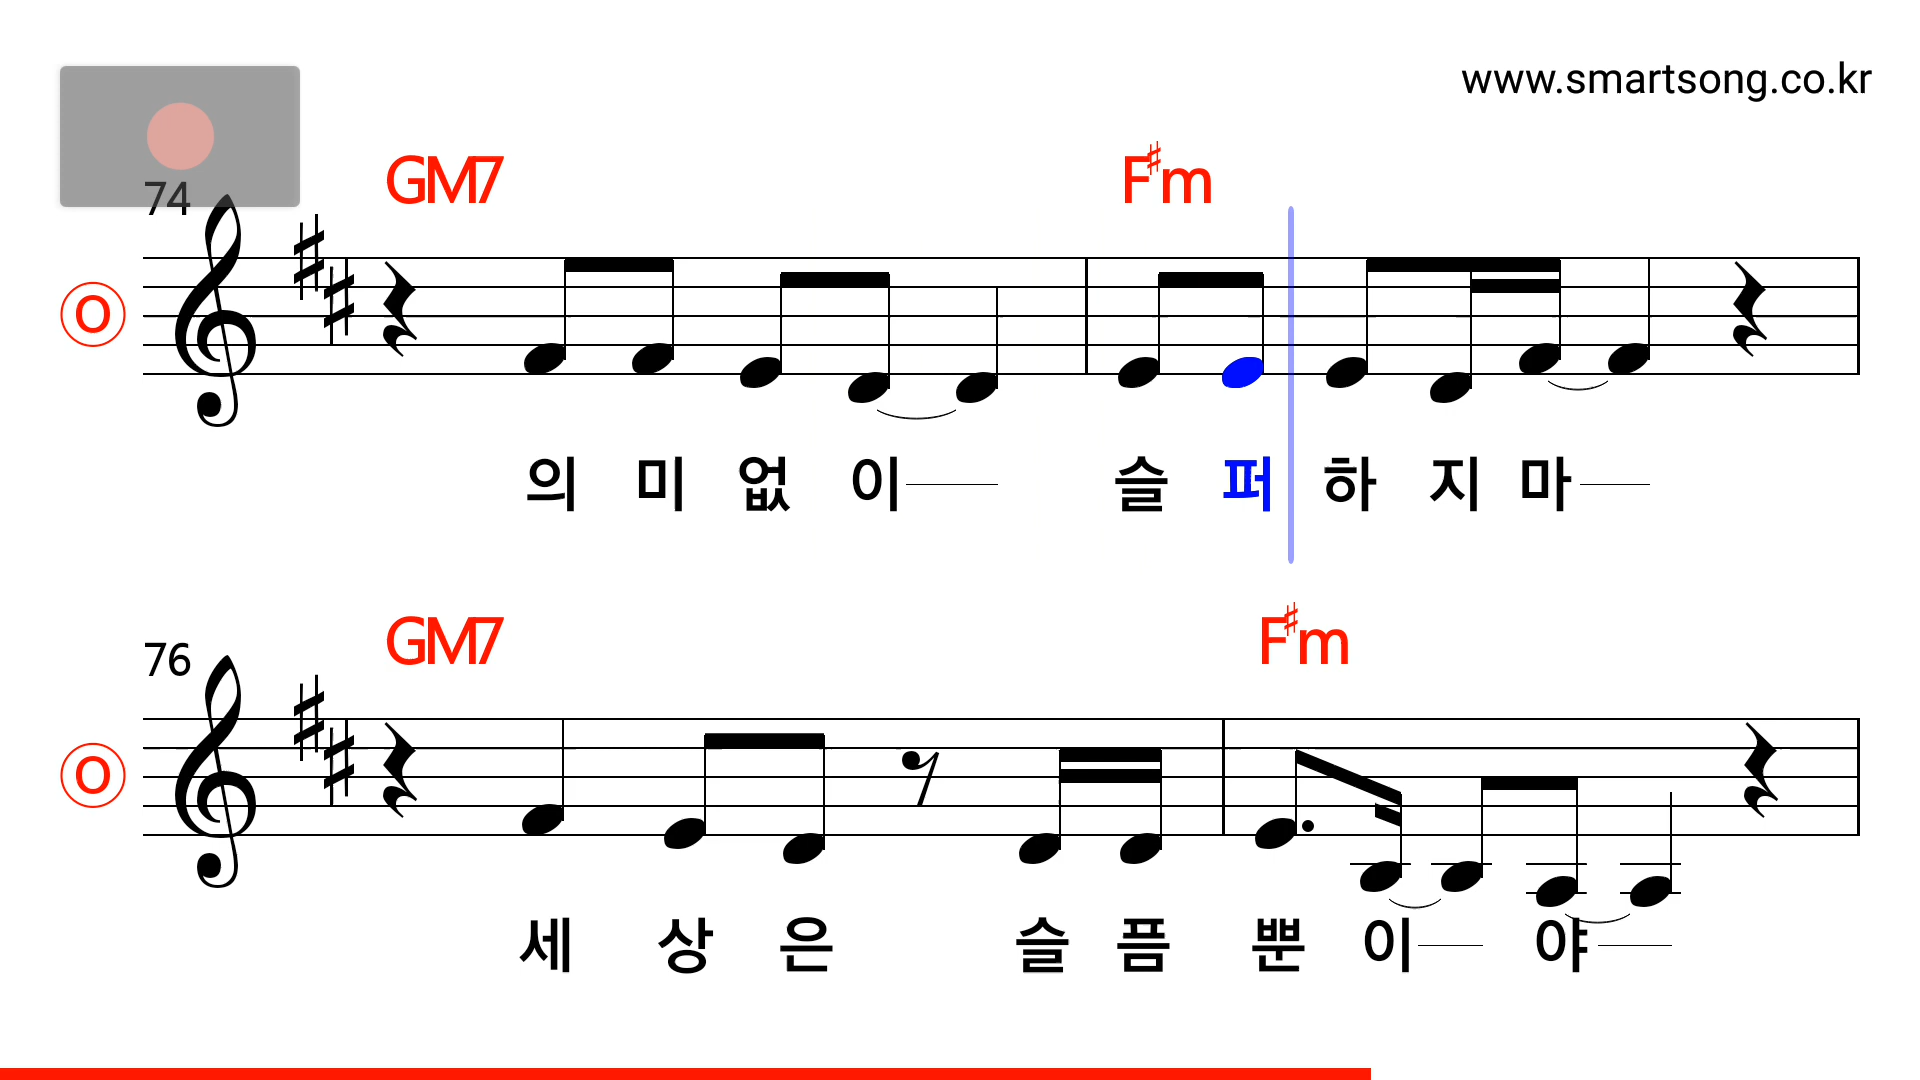 www.smartsong.co.kr
74 GM7 F♯m
O
의 미 없 이 슬 퍼 하 지 마
76 GM7 F♯m
O
세 상 은 슬 픔 뿐 이 야